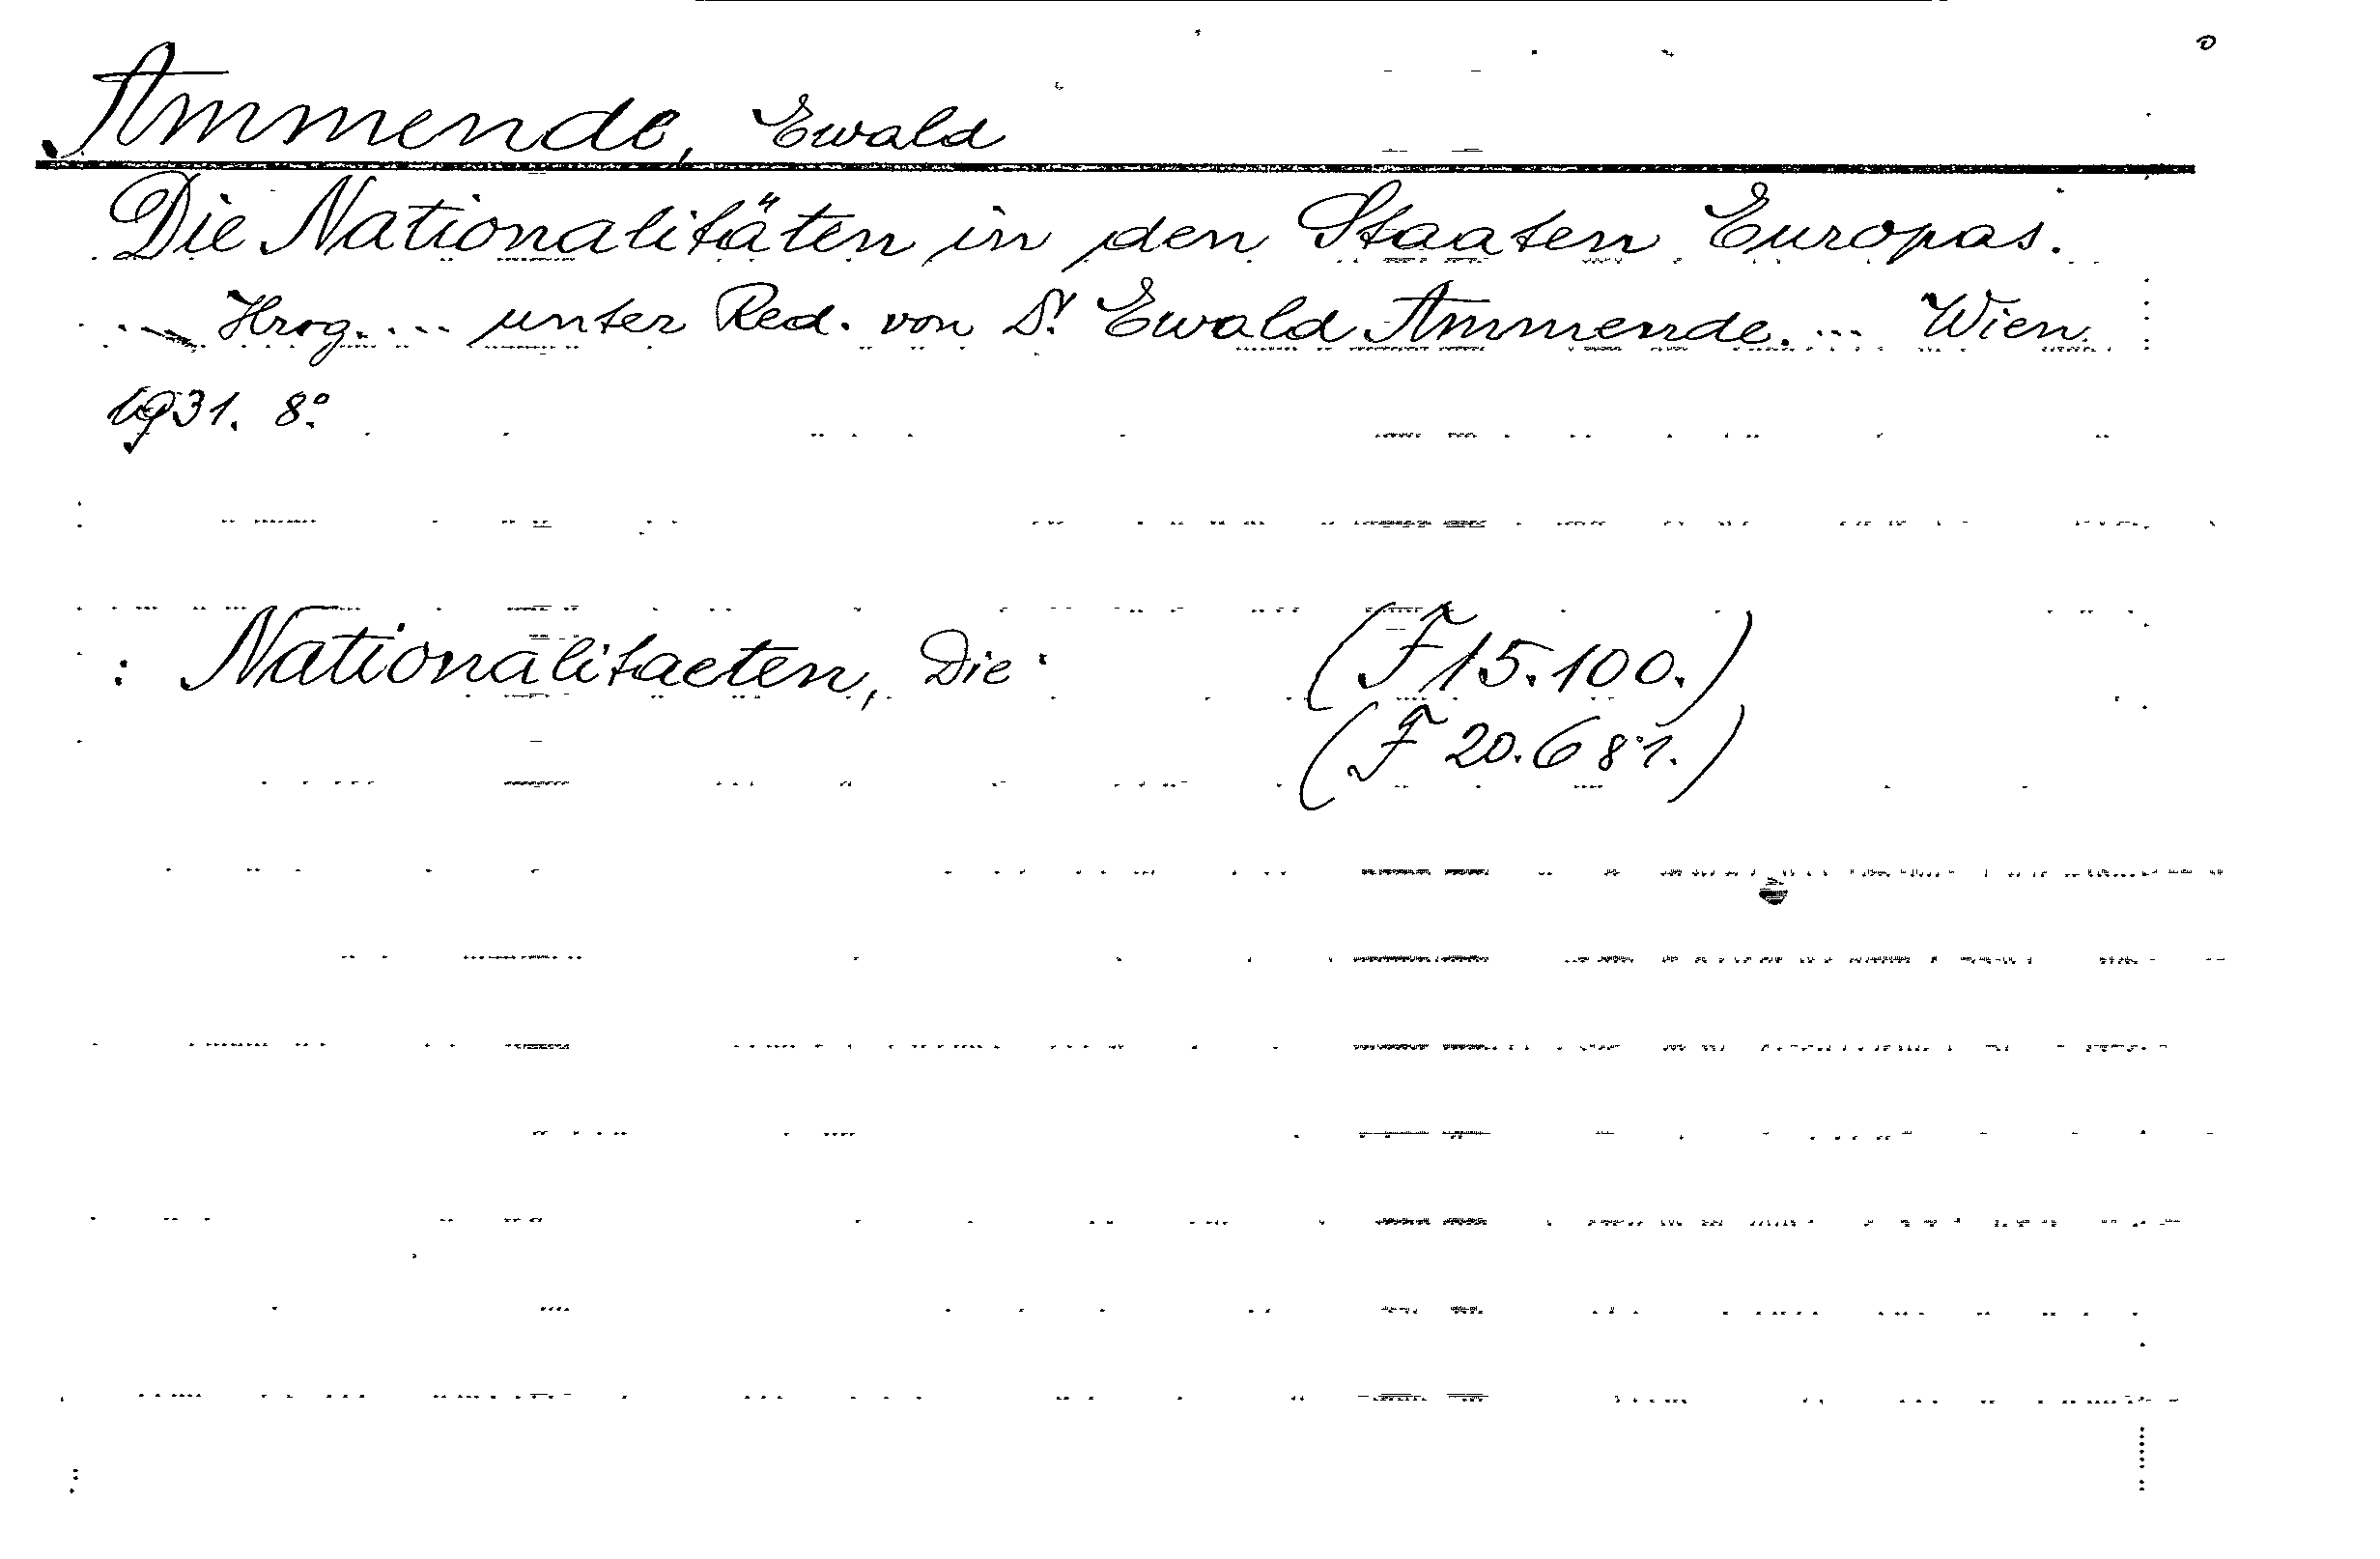 Ammende, Ewald
Die Nationalitäten in den Staaten Europas.
... Hrsg. ... unter Red. von Dr. Ewald Ammende. ... Wien
1931. 8°.
: Nationalitaeten, Die (F 15.100.)
(F 20.681.)